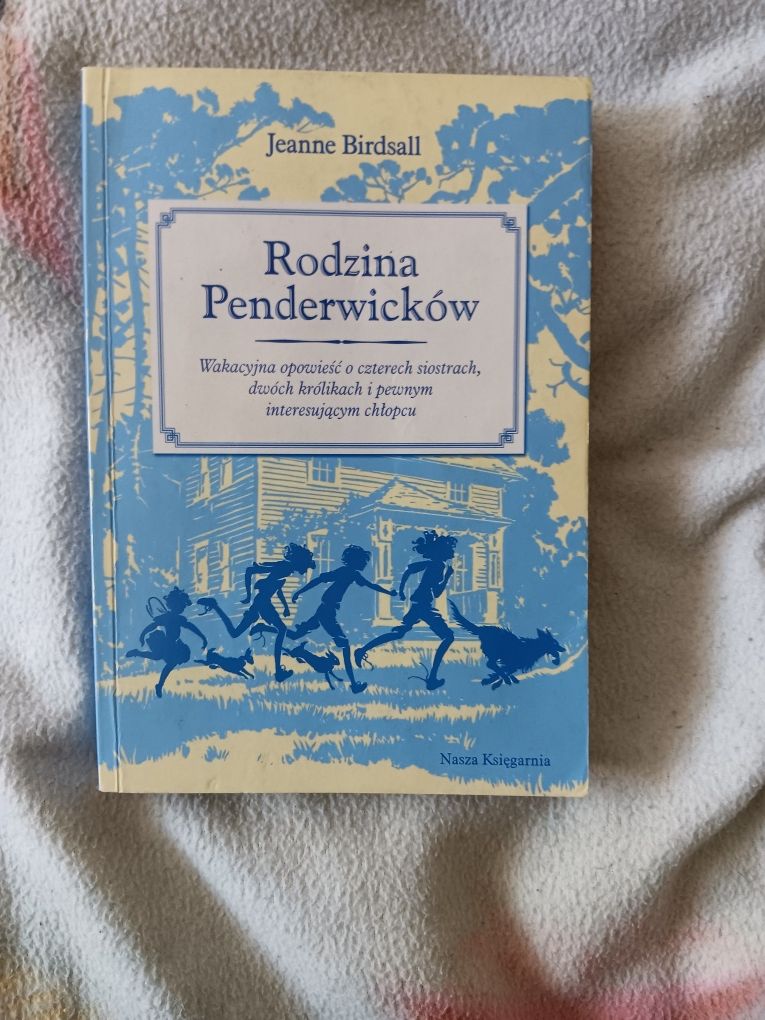 Jeanne Birdsall
Rodzina
Penderwicków
Wakacyjna opowieść o czterech siostrach,
dwóch królikach i pewnym
interesującym chłopcu
Nasza Księgarnia